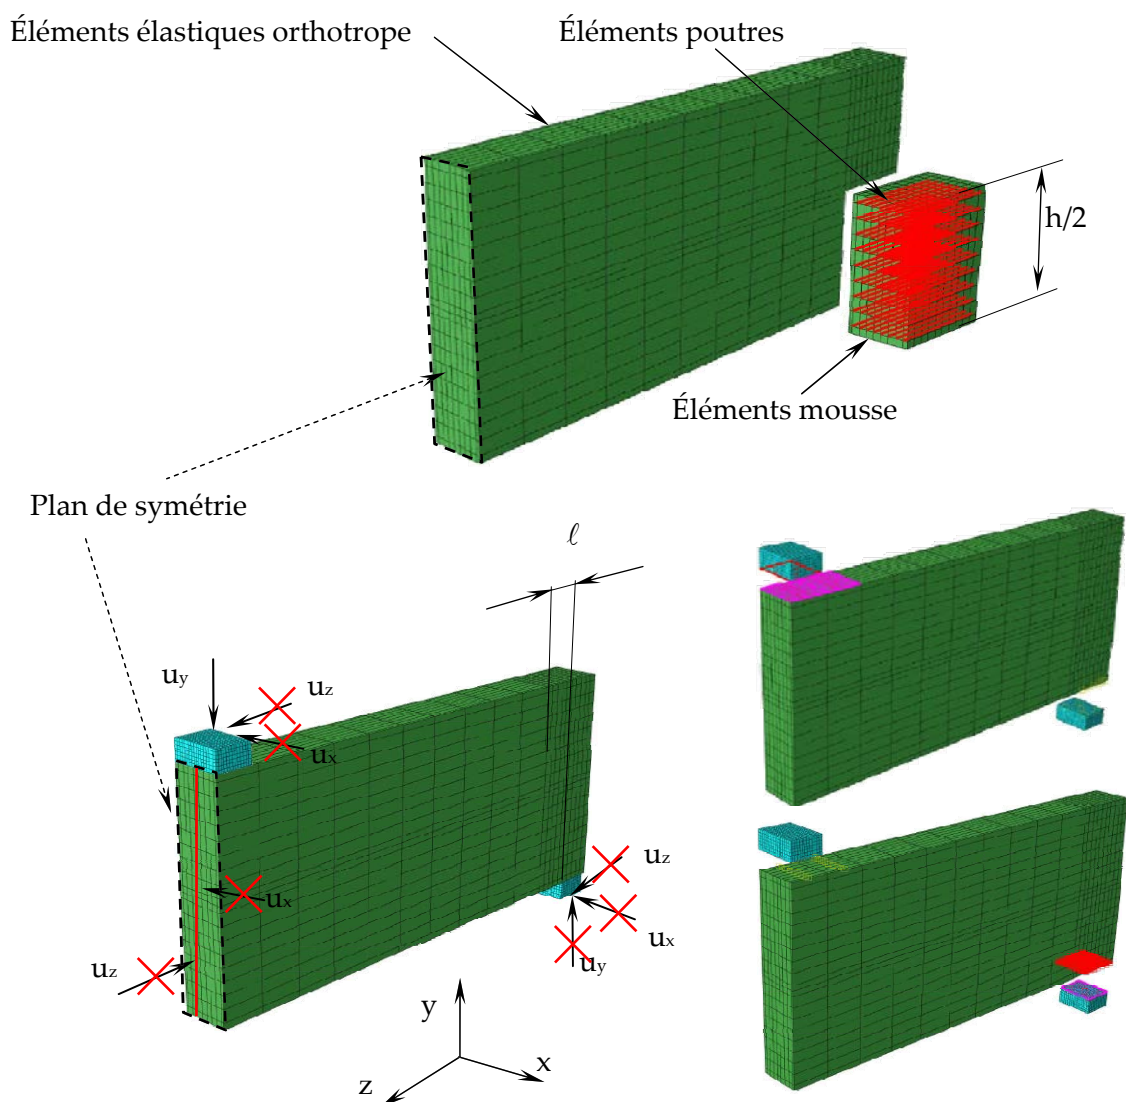 Éléments élastiques orthotrope
Éléments poutres
h/2
Éléments mousse
Plan de symétrie
ℓ
uy
uz
ux
ux
uz
uz
ux
uy
y
x
z